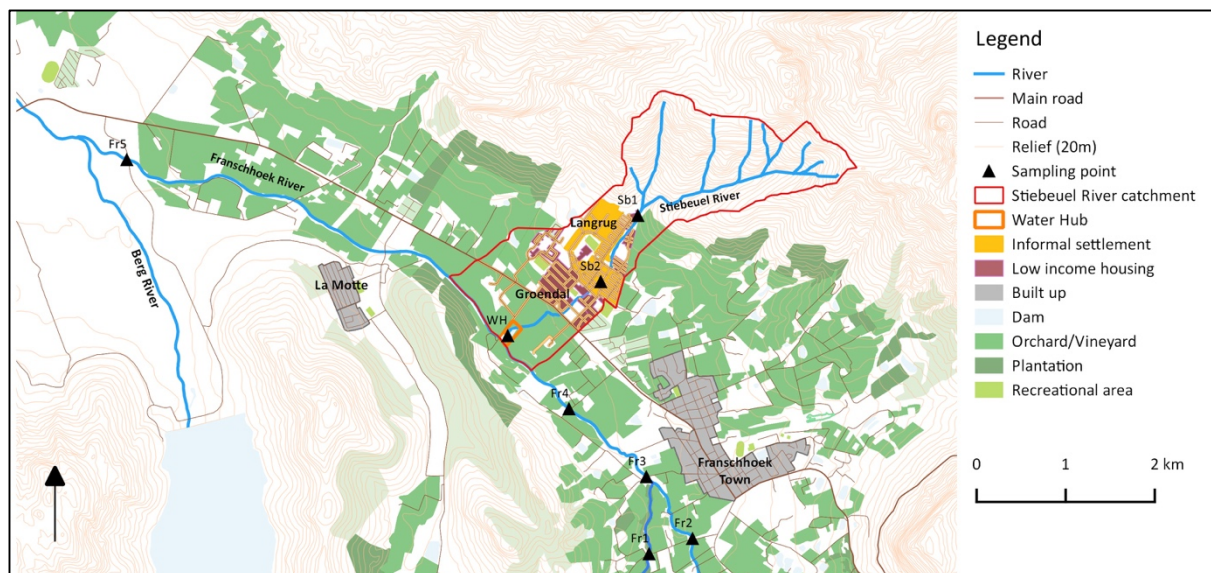 Fr5
Franschhoek River
Berg River
La Motte
Sb1
Stiebeuel River
Langrug
Sb2
Groendal
WH
Fr4
Fr3
Franschhoek
Town
Fr2
Fr1
Legend
River
Main road
Road
Relief (20m)
Sampling point
Stiebeuel River catchment
Water Hub
Informal settlement
Low income housing
Built up
Dam
Orchard/Vineyard
Plantation
Recreational area
0 1 2 km